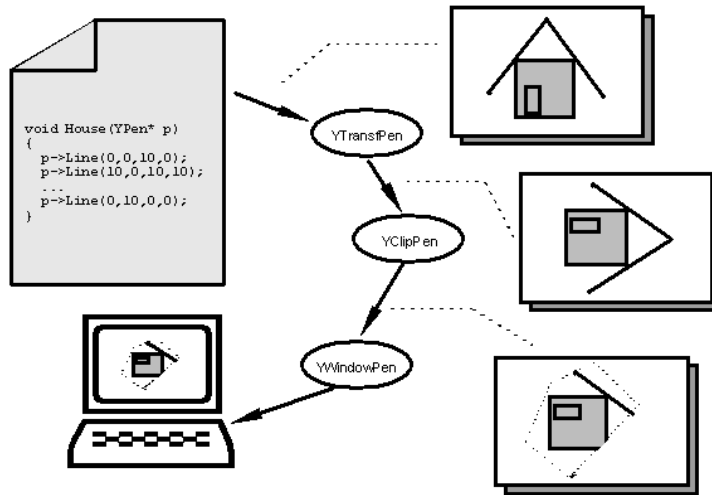 void House(YPen* p)
{
p->Line(0,0,10,0);
p->Line(10,0,10,10);
...
p->Line(0,10,0,0);
}
YTransfPen
YClipPen
YWindowPen